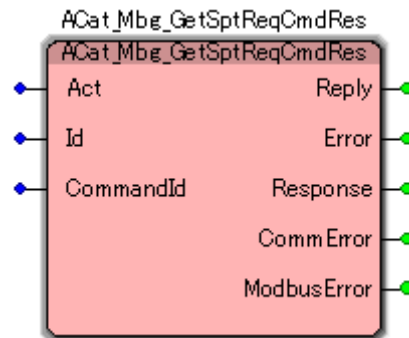 ACat_Mbg_GetSptReqCmdRes
ACat_Mbg_GetSptReqCmdRes
Act Reply
Id Error
CommandId Response
CommError
ModbusError